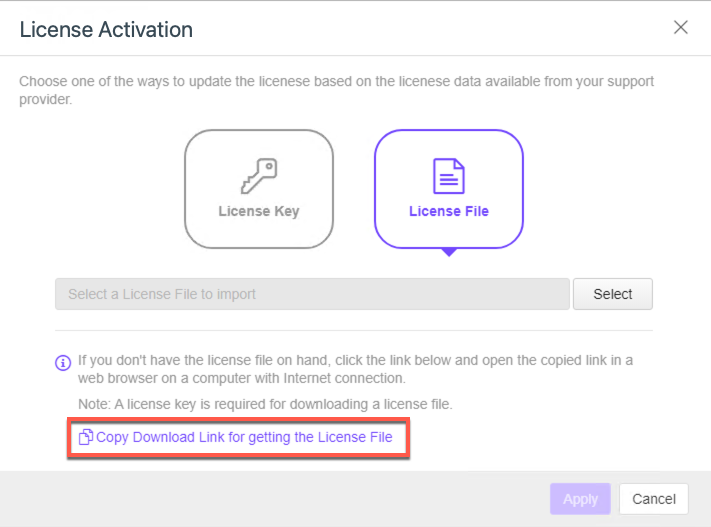 License Activation
Choose one of the ways to update the licenese based on the licenese data available from your support
provider.
License Key
License File
Select a License File to import
Select
If you don't have the license file on hand, click the link below and open the copied link in a
web browser on a computer with Internet connection.
Note: A license key is required for downloading a license file.
Copy Download Link for getting the License File
Apply
Cancel